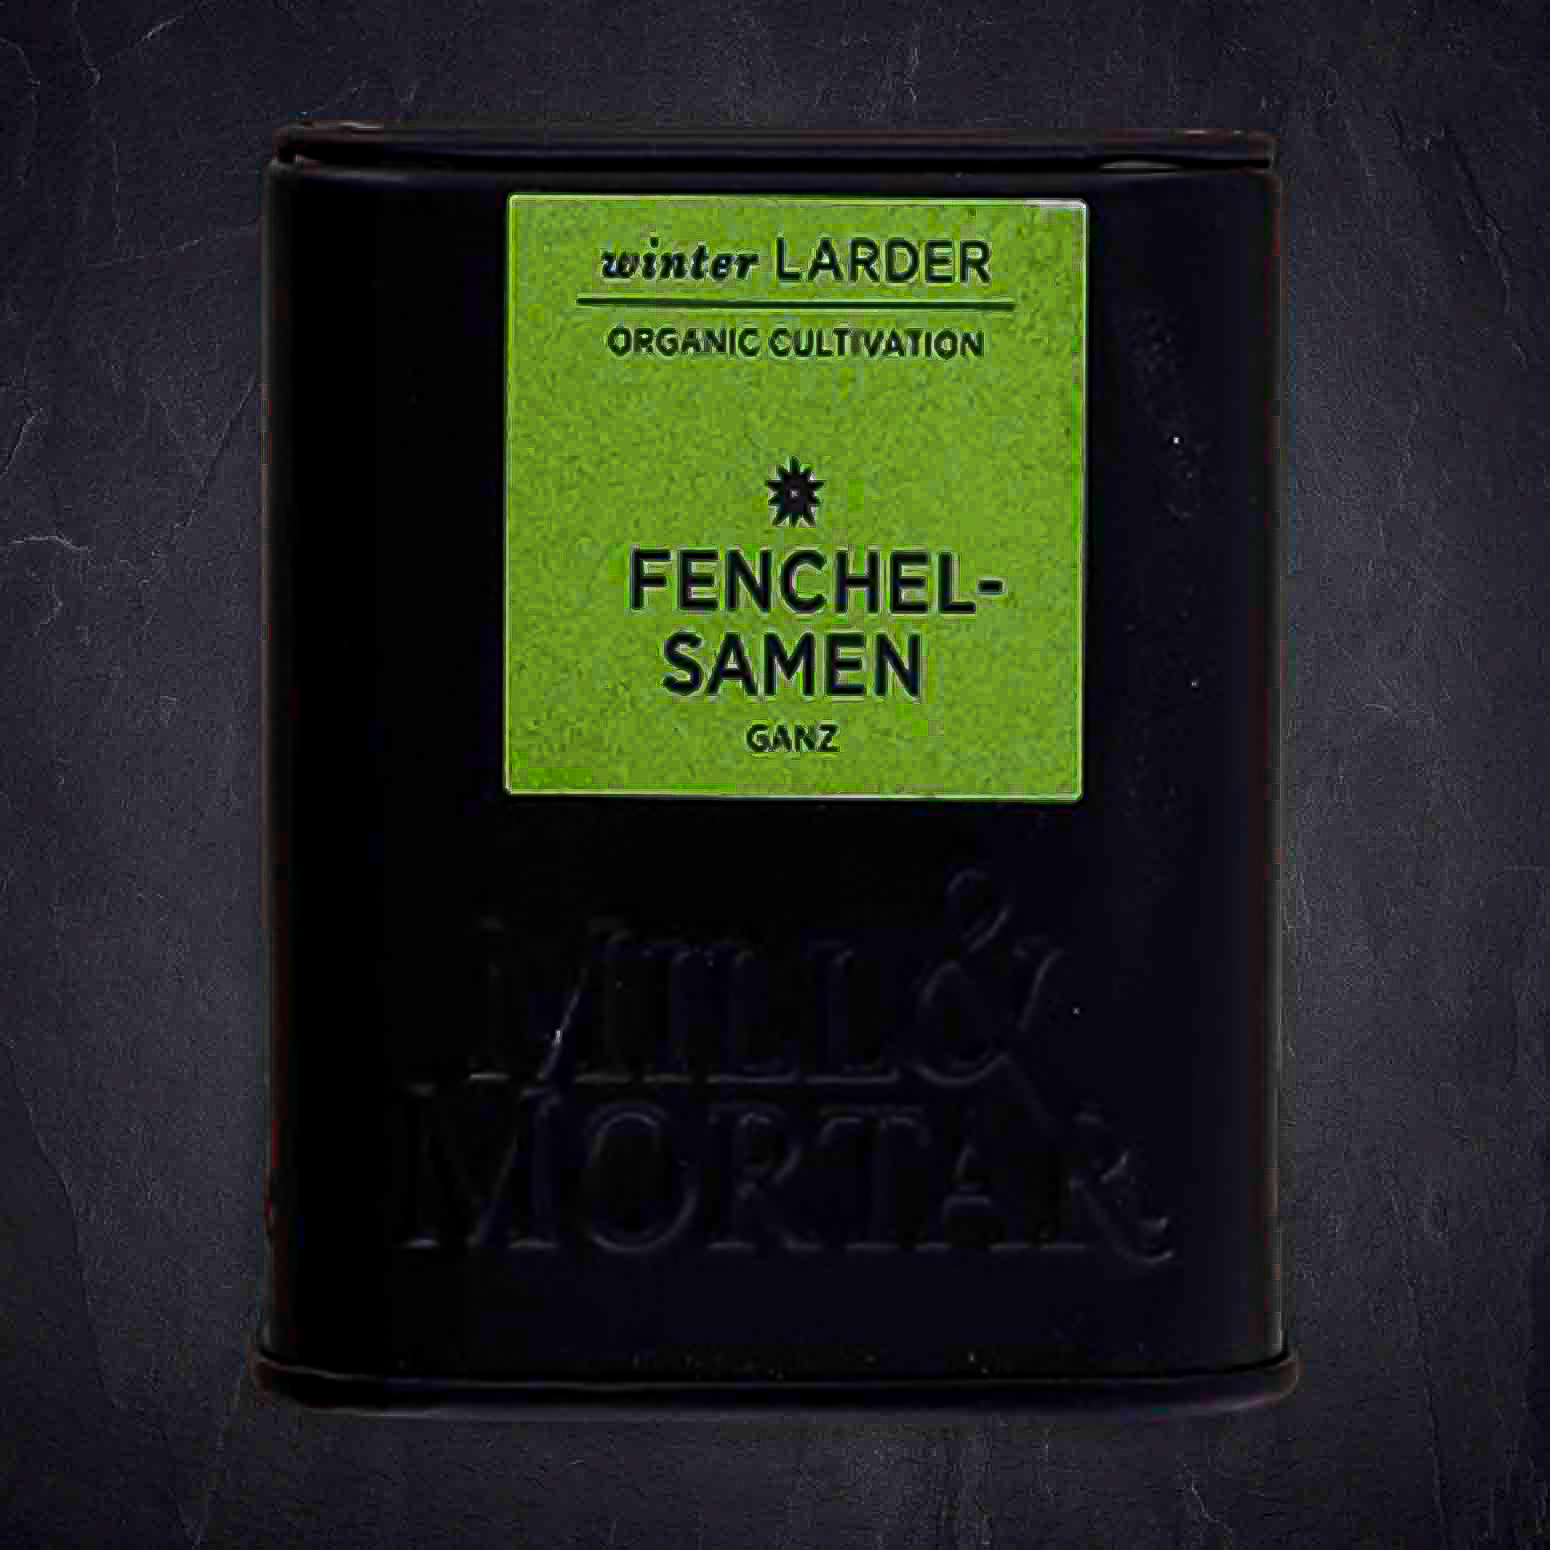 winter LARDER
ORGANIC CULTIVATION
FENCHEL-
SAMEN
GANZ
MILL &
MORTAR